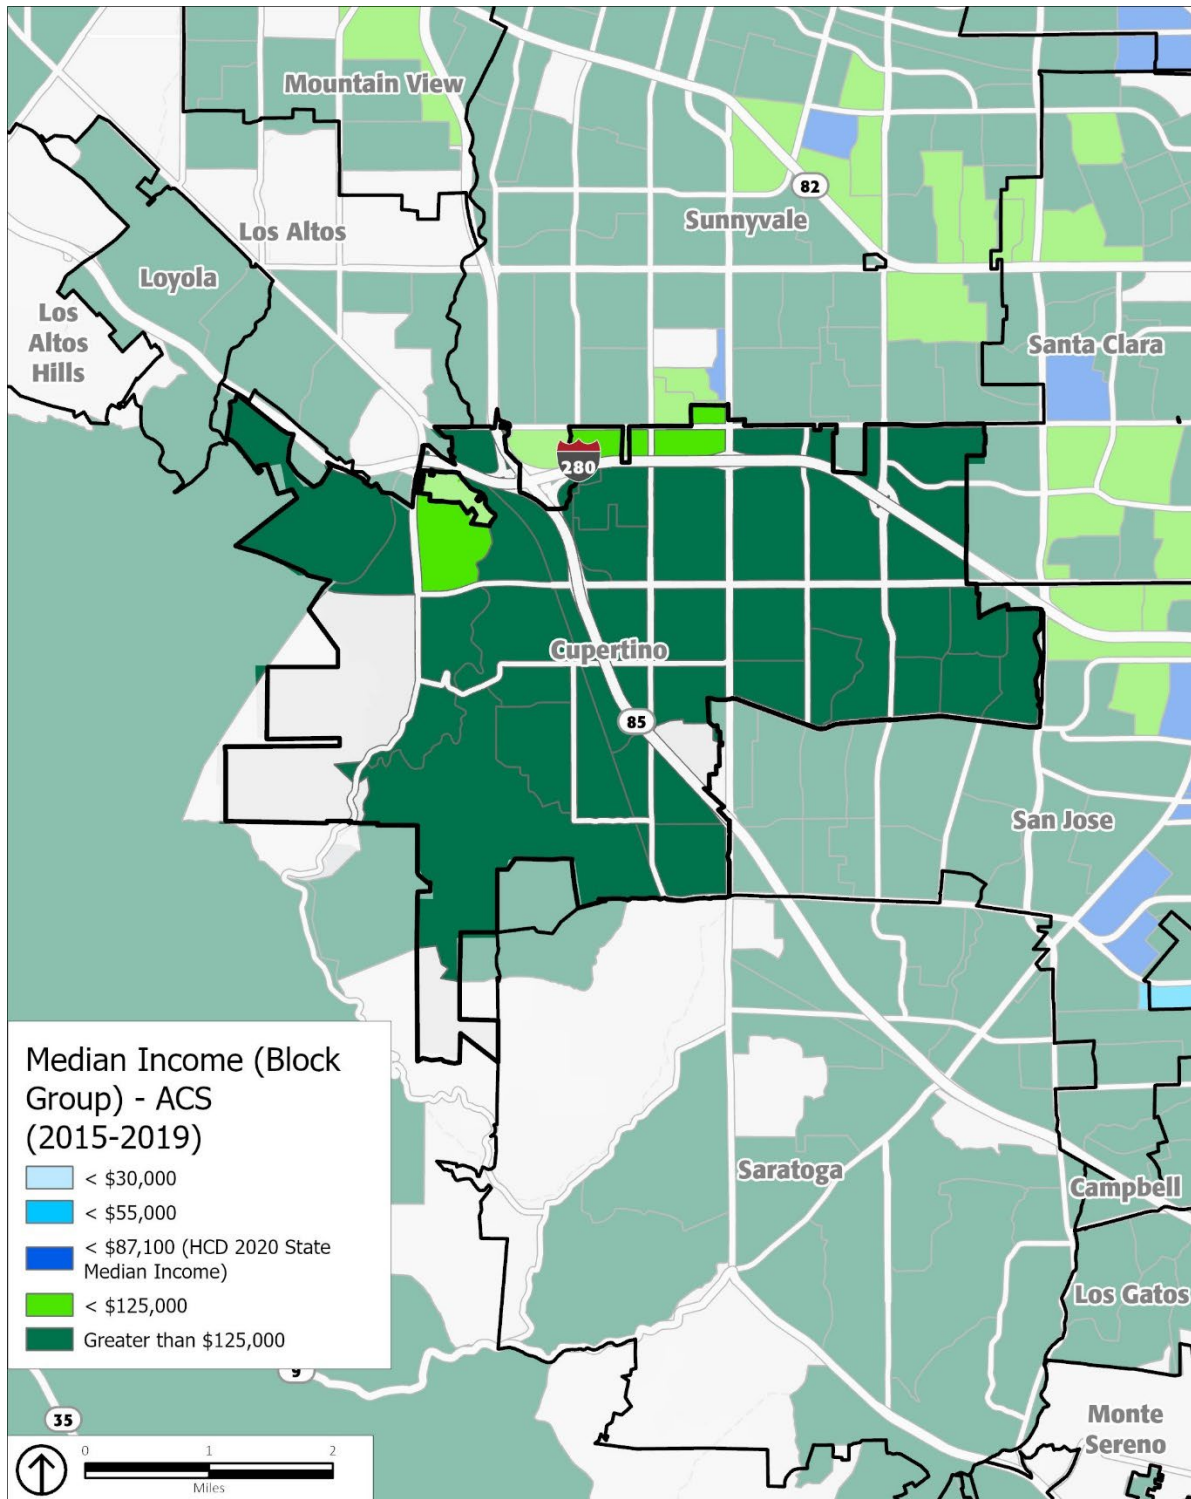 Mountain View
82
Sunnyvale
Los Altos
Loyola
Los
Altos
Hills
Santa Clara
280
Cupertino
85
San Jose
Saratoga
Campbell
Los Gatos
Monte
Sereno
Median Income (Block
Group) - ACS
(2015-2019)
< $30,000
< $55,000
< $87,100 (HCD 2020 State
Median Income)
< $125,000
Greater than $125,000
9
35
0 1 2
Miles